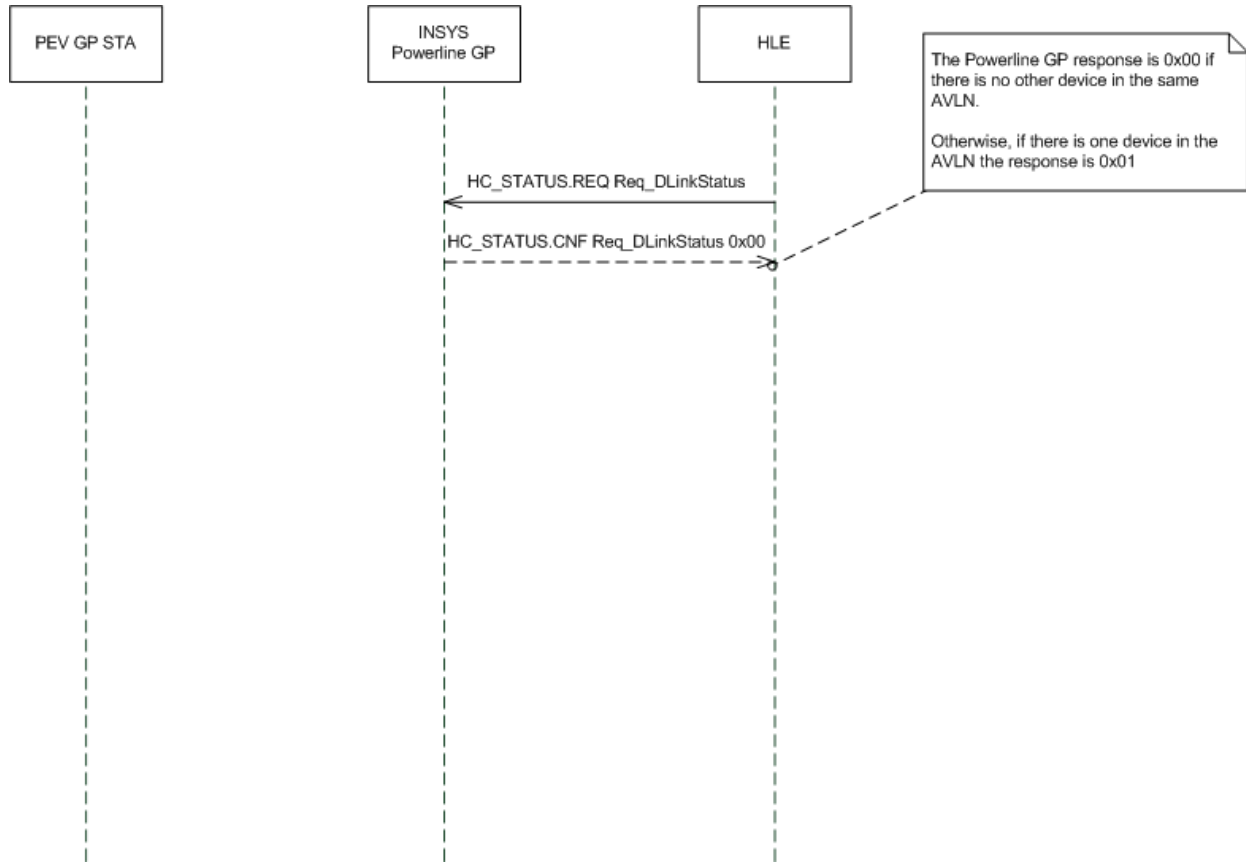 PEV GP STA
INSYS
Powerline GP
HLE
The Powerline GP response is 0x00 if
there is no other device in the same
AVLN.
Otherwise, if there is one device in the
AVLN the response is 0x01
HC_STATUS.REQ Req_DLinkStatus
HC_STATUS.CNF Req_DLinkStatus 0x00